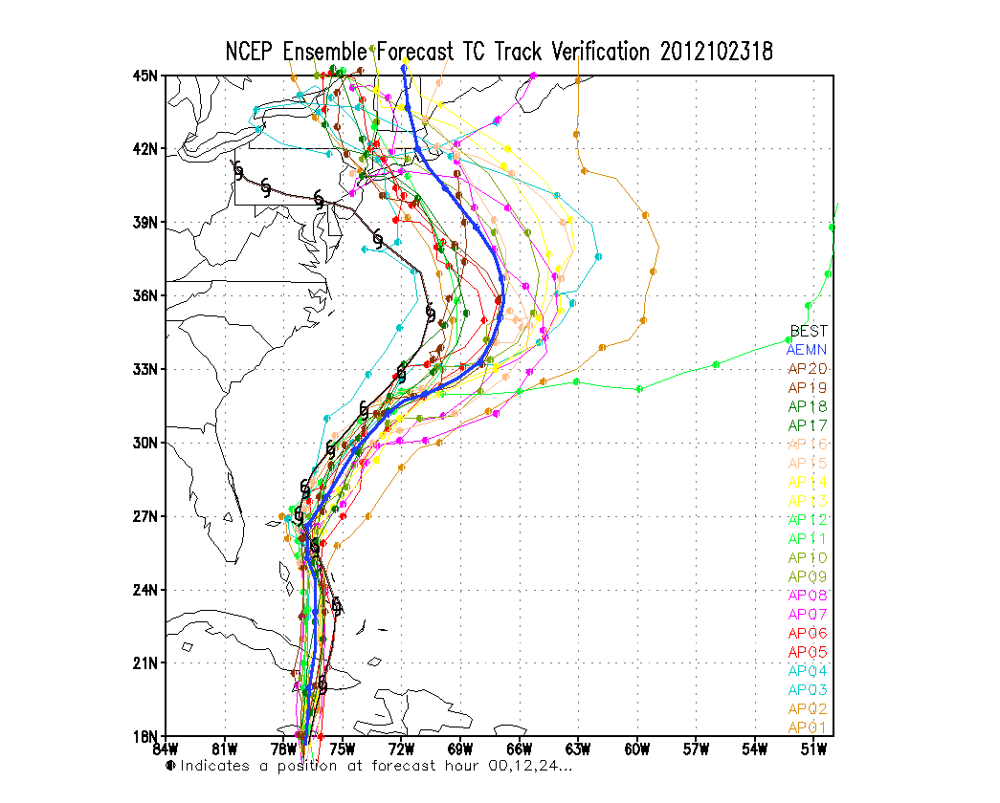 NCEP Ensemble Forecast TC Track Verification 2012102318
45N
42N
39N
36N
33N
30N
27N
24N
21N
18N
BEST
AEMN
AP20
AP19
AP18
AP17
AP16
AP15
AP14
AP13
AP12
AP11
AP10
AP09
AP08
AP07
AP06
AP05
AP04
AP03
AP02
AP01
84W 81W 78W 75W 72W 69W 66W 63W 60W 57W 54W 51W
Indicates a position at forecast hour 00,12,24...